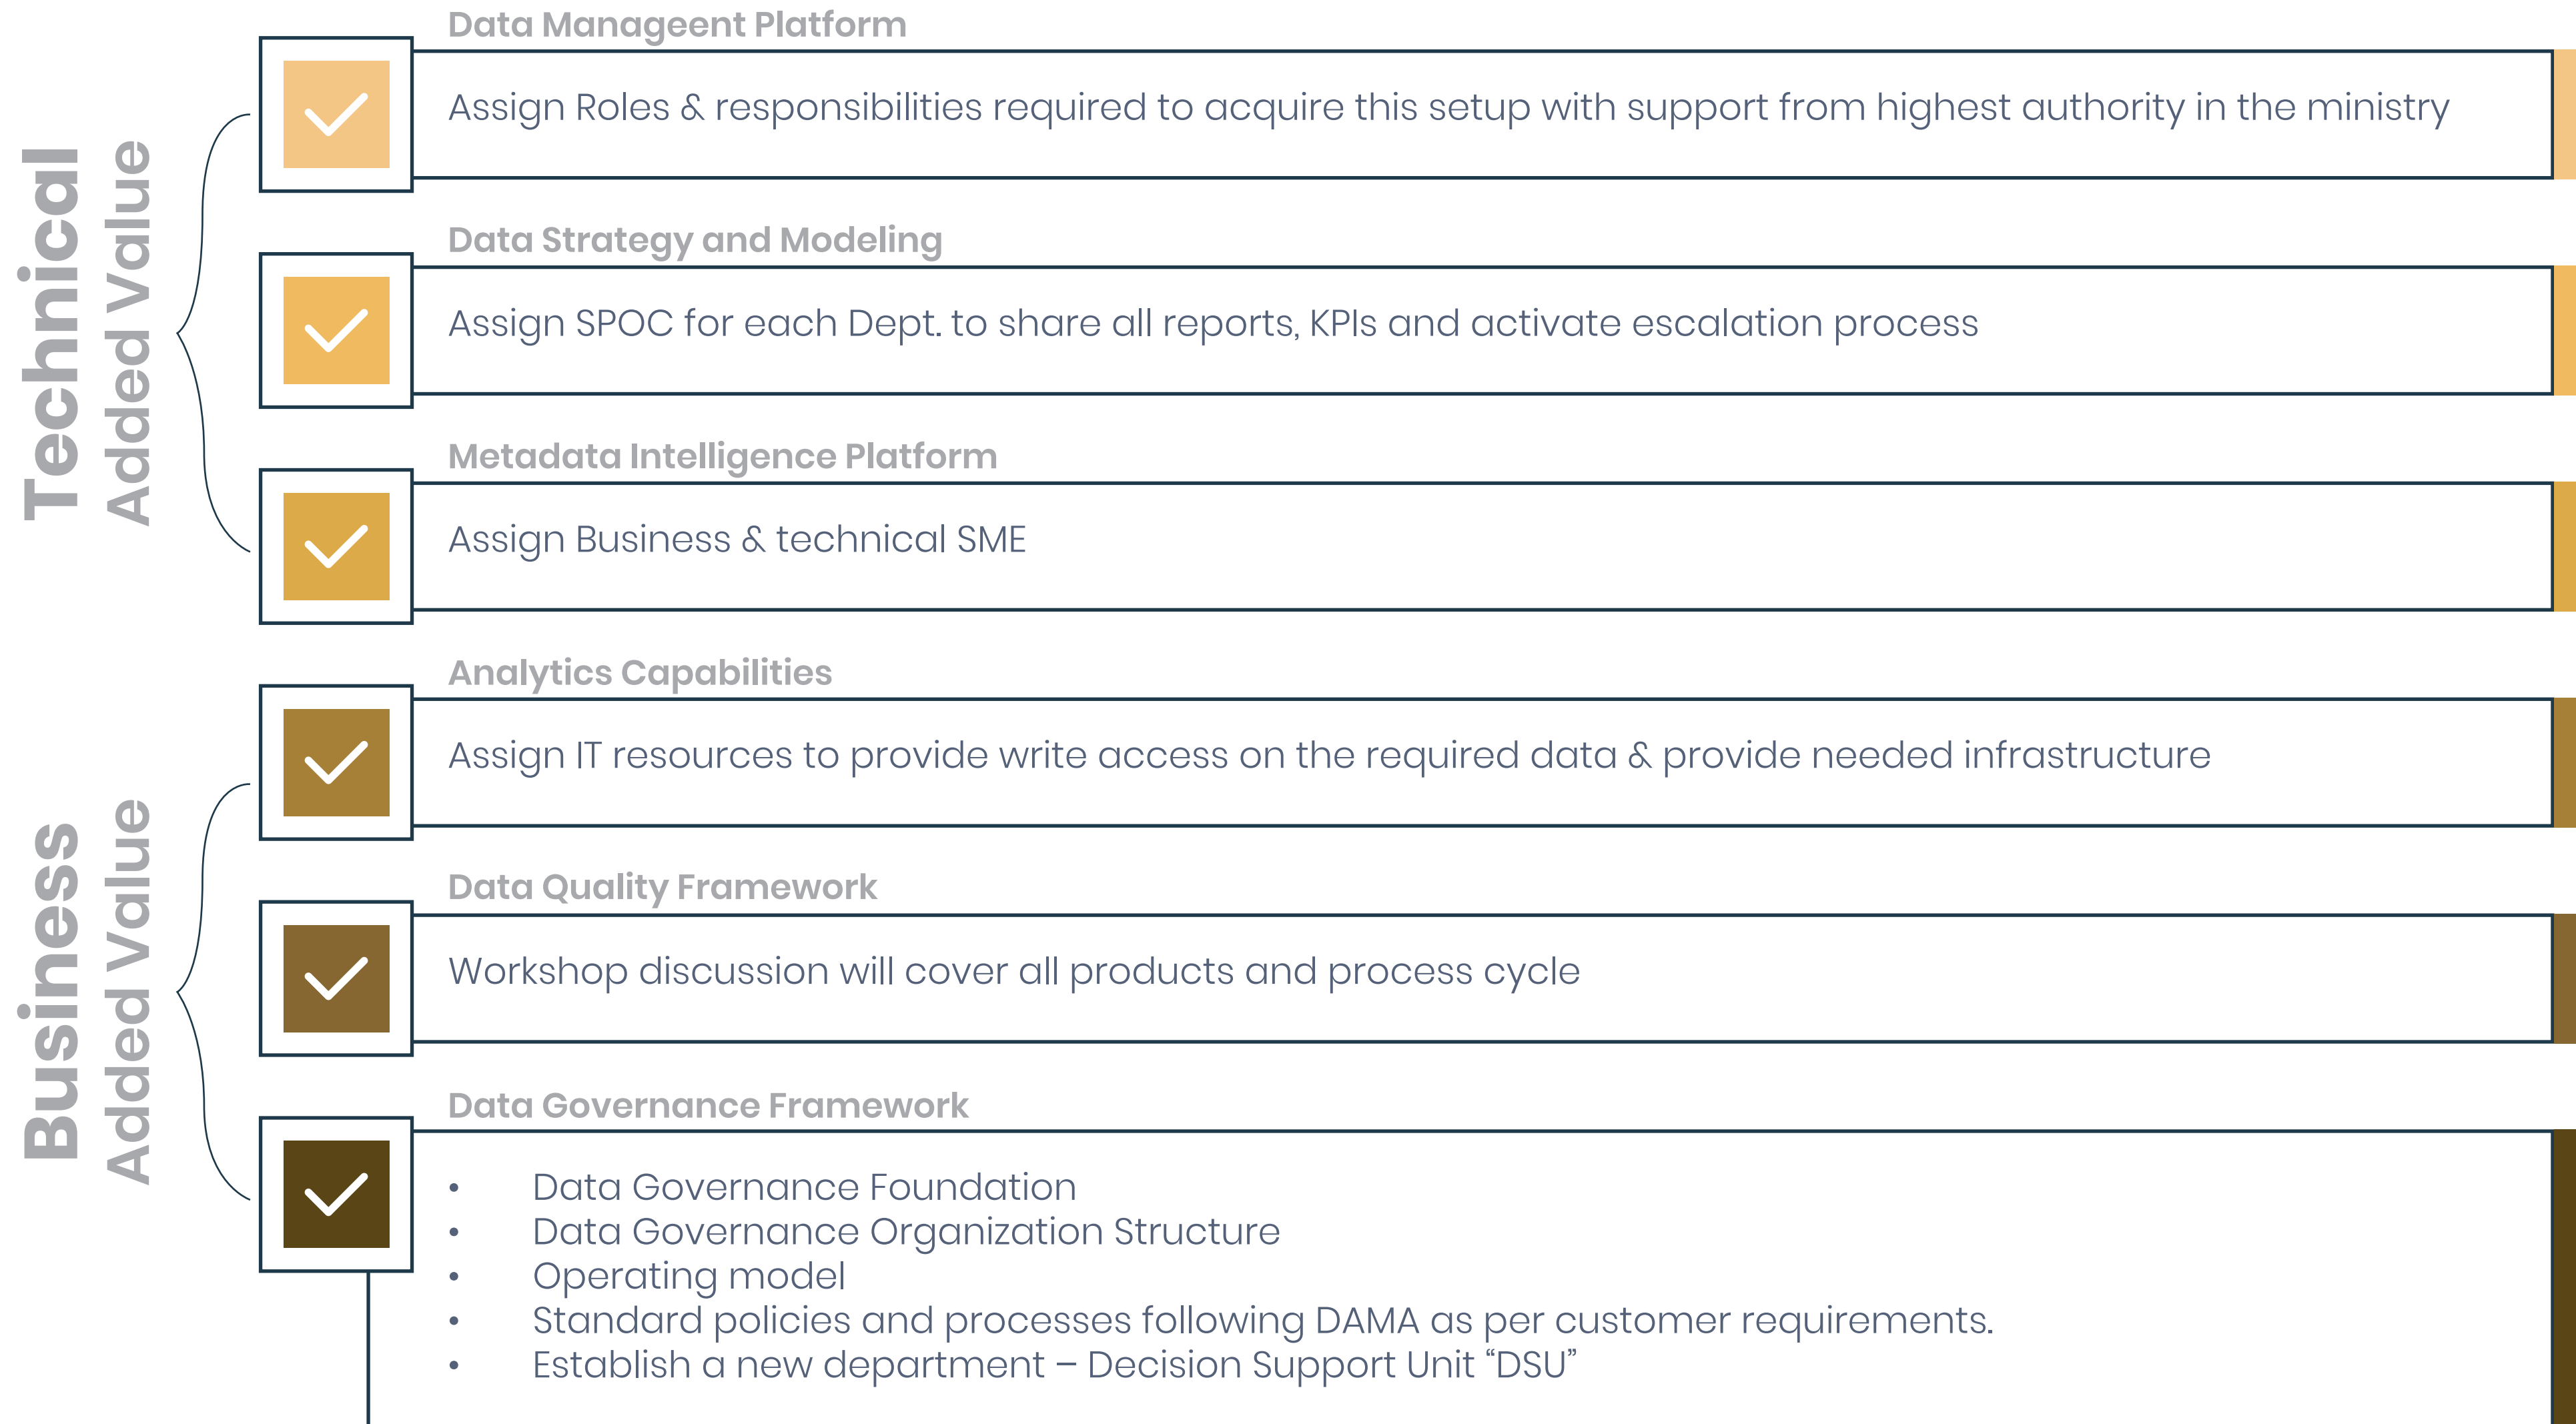 Technical
Added Value
Data Manageent Platform
Assign Roles & responsibilities required to acquire this setup with support from highest authority in the ministry
Data Strategy and Modeling
Assign SPOC for each Dept. to share all reports, KPIs and activate escalation process
Metadata Intelligence Platform
Assign Business & technical SME
Business
Added Value
Analytics Capabilities
Assign IT resources to provide write access on the required data & provide needed infrastructure
Data Quality Framework
Workshop discussion will cover all products and process cycle
Data Governance Framework
• Data Governance Foundation
• Data Governance Organization Structure
• Operating model
• Standard policies and processes following DAMA as per customer requirements.
• Establish a new department – Decision Support Unit “DSU”